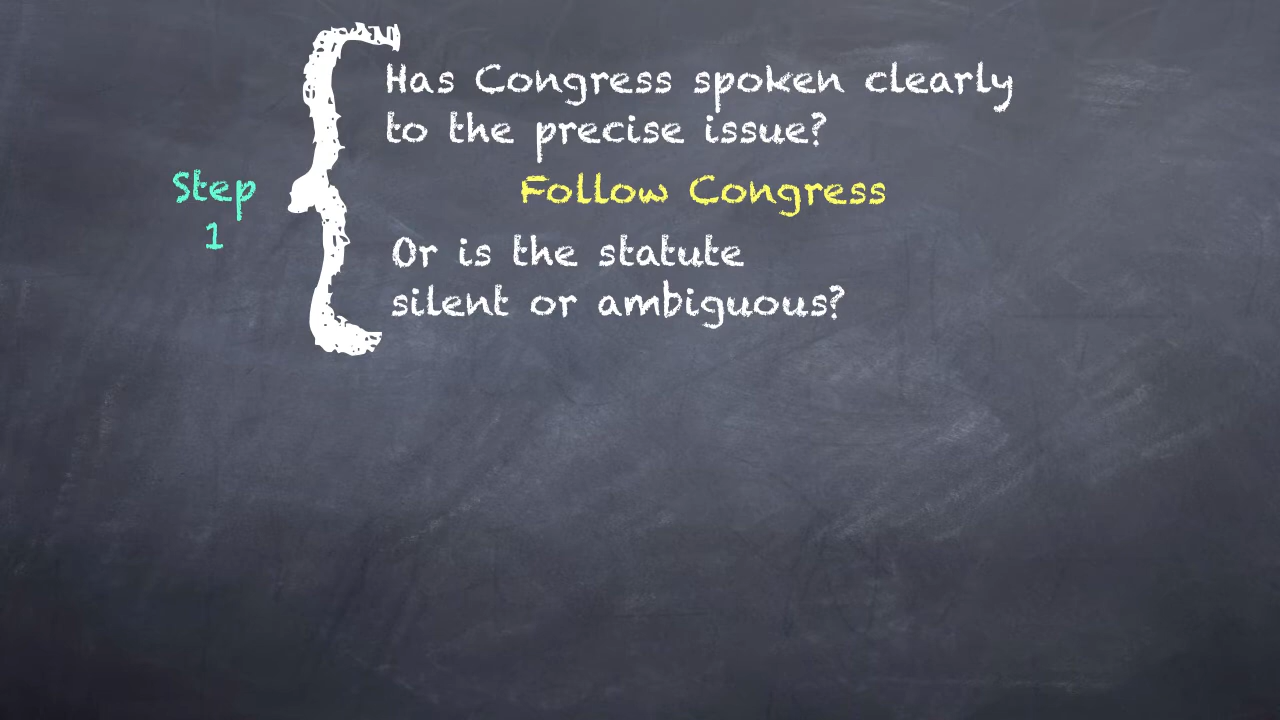 Has Congress spoken clearly
to the precise issue?
Step
1
Follow Congress
Or is the statute
silent or ambiguous?